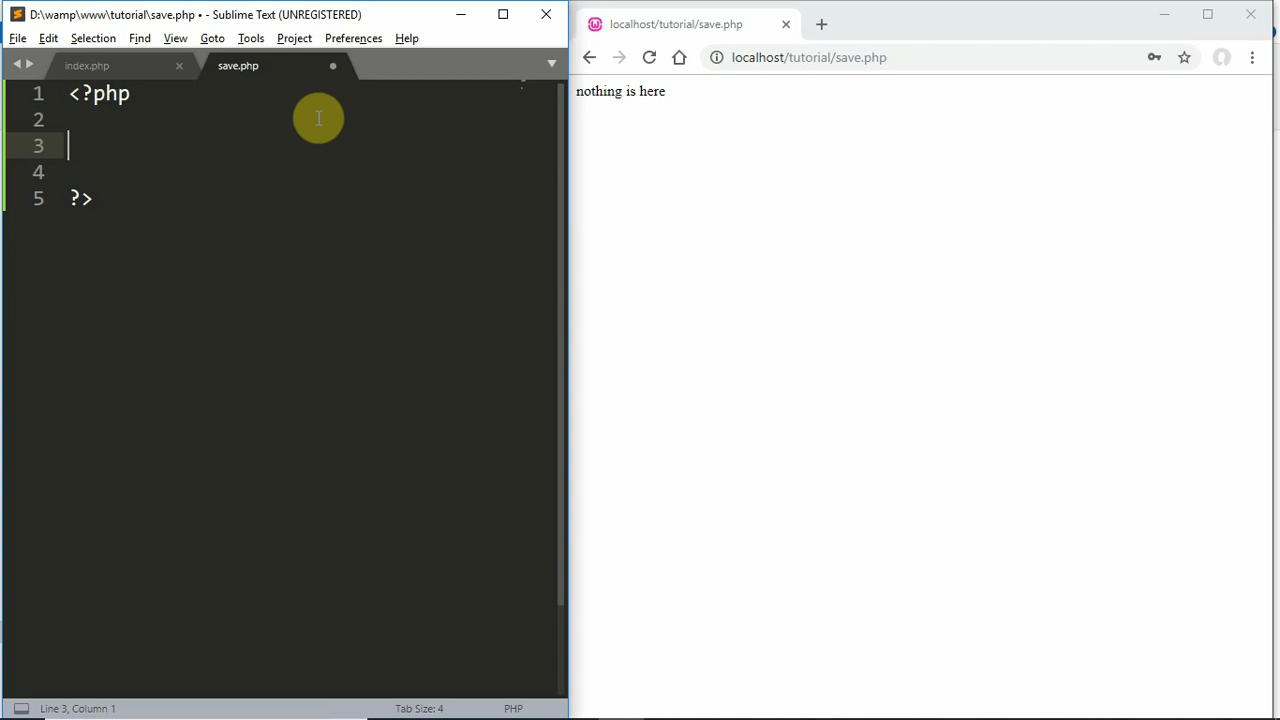 D:\wamp\www\tutorial\save.php • - Sublime Text (UNREGISTERED)
File Edit Selection Find View Goto Tools Project Preferences Help
index.php save.php
1 <?php
2
3
4
5 ?>
Line 3, Column 1 Tab Size: 4 PHP
localhost/tutorial/save.php
localhost/tutorial/save.php
nothing is here